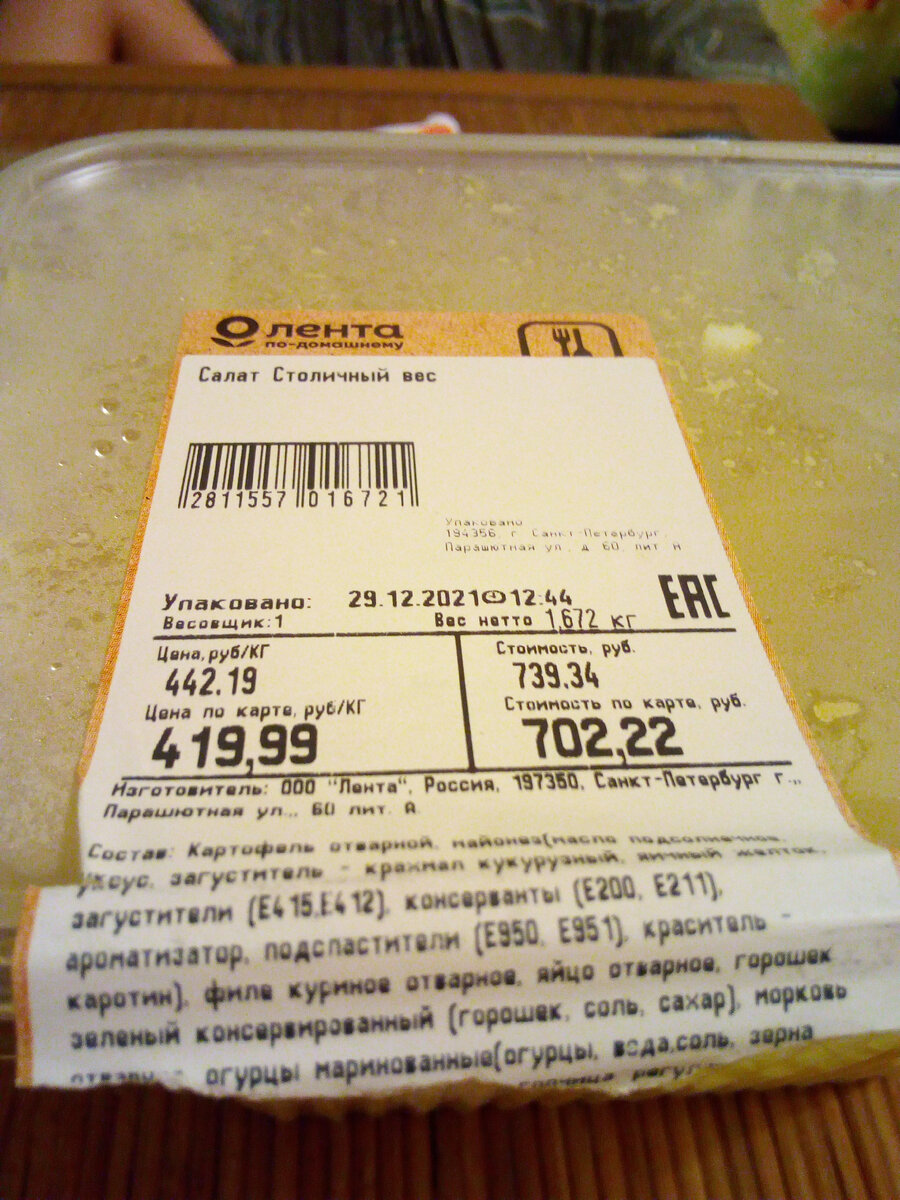 лента
по-домашнему
Салат Столичный вес
2811557 016721
Упаковано
194356, г. Санкт-Петербург,
Парашютная ул., д. 60, лит А
Упаковано: 29.12.2021 12:44
EAC
Весовщик:1 Вес нетто 1,672 кг
Цена,руб/КГ Стоимость, руб.
442.19 739.34
Цена по карте, руб/КГ Стоимость по карте, руб.
419,99 702,22
Изготовитель: ООО "Лента", Россия, 197350, Санкт-Петербург г.,
Парашютная ул., 60 лит. А.
Состав: Картофель отварной, майонез(масло подсолнечное,
уксус, загуститель - крахмал кукурузный, яичный желток,
загустители (Е415,Е412), консерванты (Е200, Е211),
ароматизатор, подсластители (Е950, Е951), краситель -
каротин), филе куриное отварное, яйцо отварное, горошек
зеленый консервированный (горошек, соль, сахар), морковь
огурцы маринованные(огурцы, вода,соль, зерна